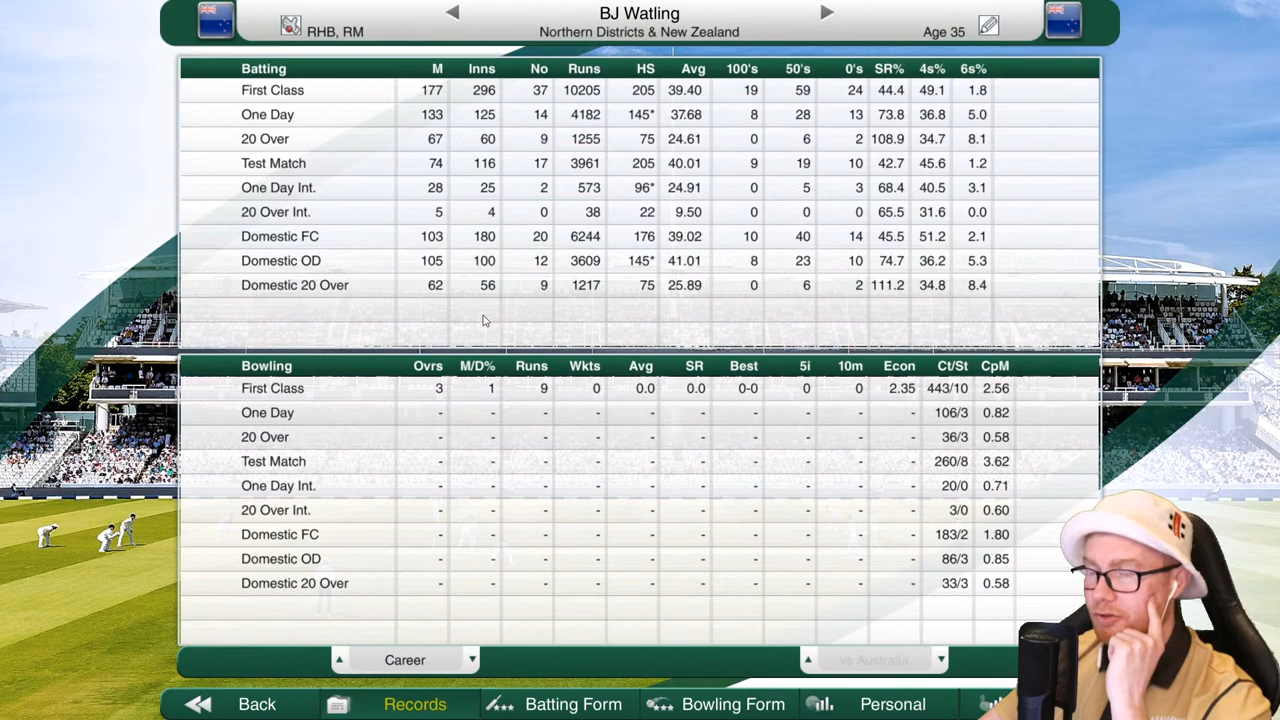 BJ Watling
RHB, RM
Northern Districts & New Zealand
Age 35
Batting M Inns No Runs HS Avg 100's 50's 0's SR% 4s% 6s%
First Class 177 296 37 10205 205 39.40 19 59 24 44.4 49.1 1.8
One Day 133 125 14 4182 145* 37.68 8 28 13 73.8 36.8 5.0
20 Over 67 60 9 1255 75 24.61 0 6 2 108.9 34.7 8.1
Test Match 74 116 17 3961 205 40.01 9 19 10 42.7 45.6 1.2
One Day Int. 28 25 2 573 96* 24.91 0 5 3 68.4 40.5 3.1
20 Over Int. 5 4 0 38 22 9.50 0 0 0 65.5 31.6 0.0
Domestic FC 103 180 20 6244 176 39.02 10 40 14 45.5 51.2 2.1
Domestic OD 105 100 12 3609 145* 41.01 8 23 10 74.7 36.2 5.3
Domestic 20 Over 62 56 9 1217 75 25.89 0 6 2 111.2 34.8 8.4
Bowling Ovrs M/D% Runs Wkts Avg SR Best 5i 10m Econ Ct/St CpM
First Class 3 1 9 0 0.0 0.0 0-0 0 0 2.35 443/10 2.56
One Day - - - - - - - - - 106/3 0.82
20 Over - - - - - - - - - 36/3 0.58
Test Match - - - - - - - - - 260/8 3.62
One Day Int. - - - - - - - - - 20/0 0.71
20 Over Int. - - - - - - - - - 3/0 0.60
Domestic FC - - - - - - - - - 183/2 1.80
Domestic OD - - - - - - - - - 86/3 0.85
Domestic 20 Over - - - - - - - - - 33/3 0.58
Career
vs Australia
Back Records Batting Form Bowling Form Personal